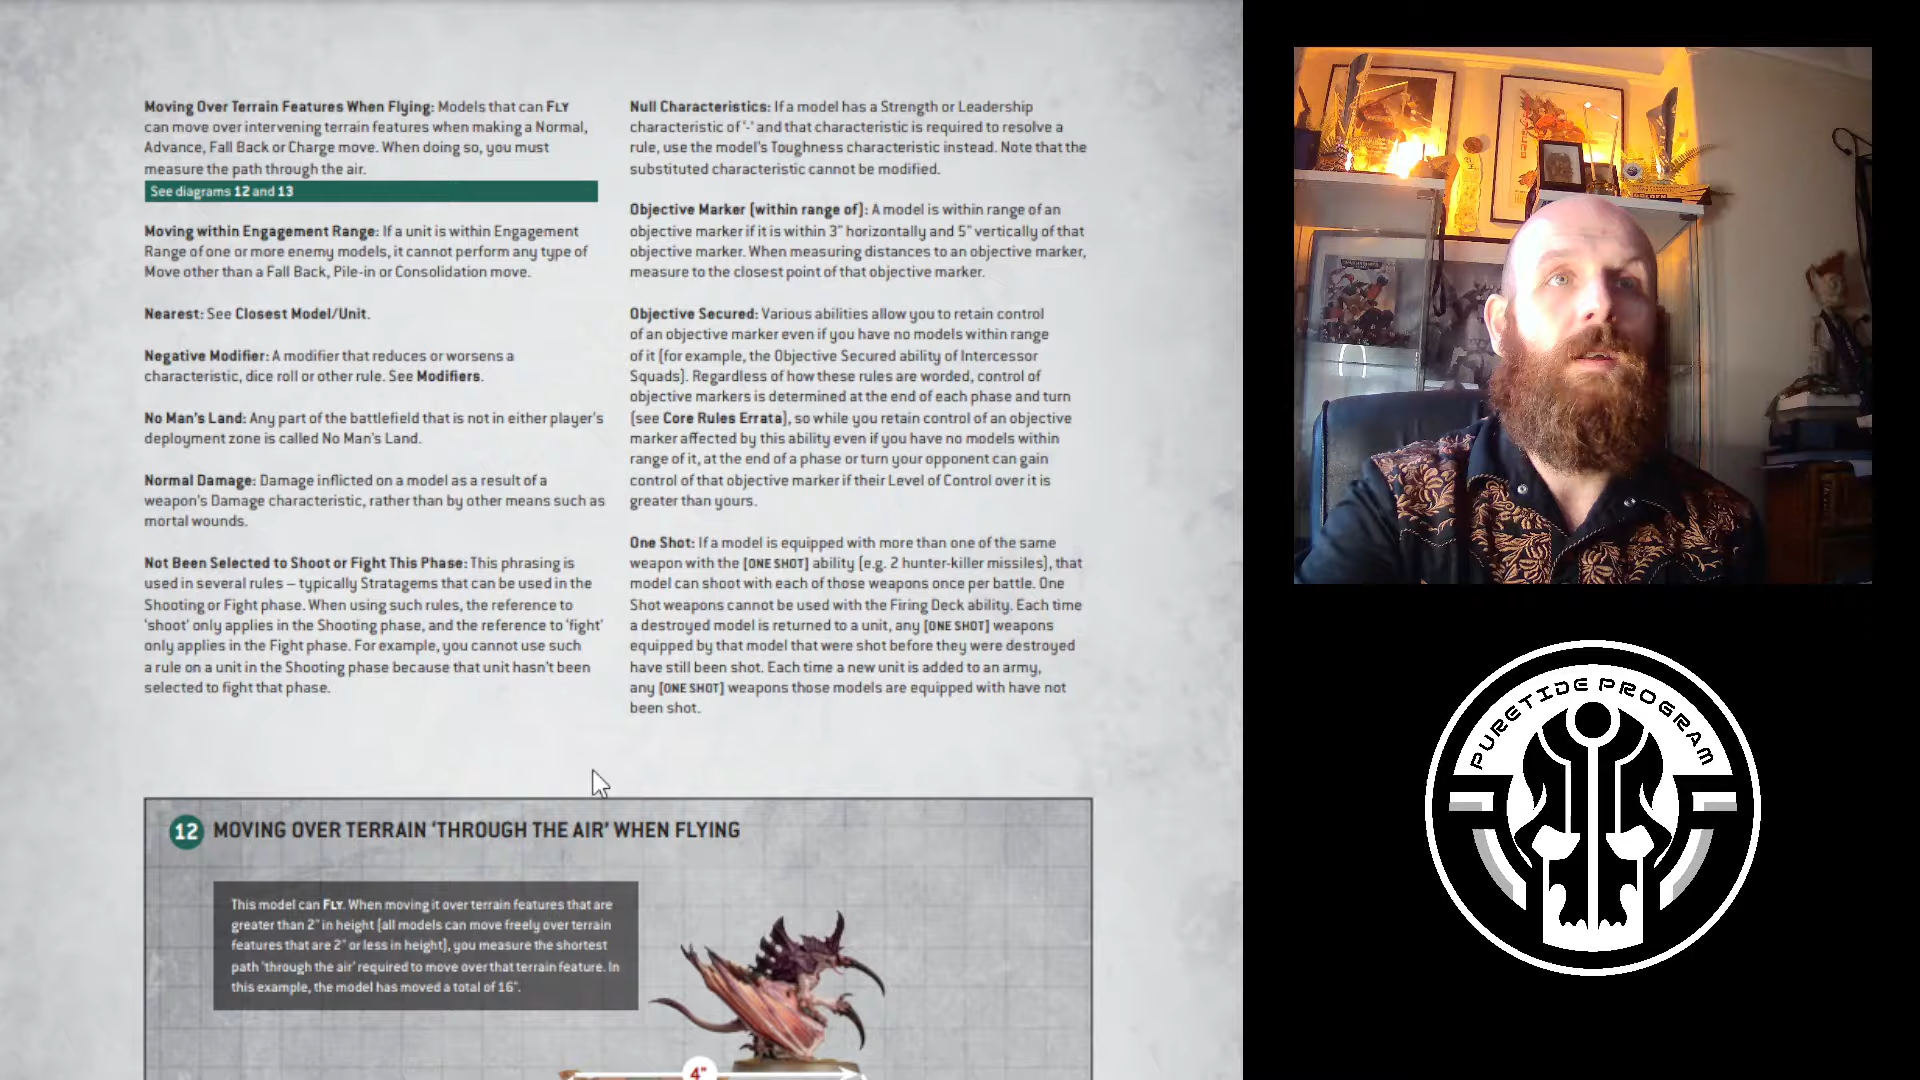 Moving Over Terrain Features When Flying: Models that can FLY
can move over intervening terrain features when making a Normal,
Advance, Fall Back or Charge move. When doing so, you must
measure the path through the air.
See diagrams 12 and 13
Moving within Engagement Range: If a unit is within Engagement
Range of one or more enemy models, it cannot perform any type of
Move other than a Fall Back, Pile-in or Consolidation move.
Nearest: See Closest Model/Unit.
Negative Modifier: A modifier that reduces or worsens a
characteristic, dice roll or other rule. See Modifiers.
No Man's Land: Any part of the battlefield that is not in either player's
deployment zone is called No Man's Land.
Normal Damage: Damage inflicted on a model as a result of a
weapon's Damage characteristic, rather than by other means such as
mortal wounds.
Not Been Selected to Shoot or Fight This Phase: This phrasing is
used in several rules – typically Stratagems that can be used in the
Shooting or Fight phase. When using such rules, the reference to
'shoot' only applies in the Shooting phase, and the reference to 'fight'
only applies in the Fight phase. For example, you cannot use such
a rule on a unit in the Shooting phase because that unit hasn't been
selected to fight that phase.
Null Characteristics: If a model has a Strength or Leadership
characteristic of '-' and that characteristic is required to resolve a
rule, use the model's Toughness characteristic instead. Note that the
substituted characteristic cannot be modified.
Objective Marker (within range of): A model is within range of an
objective marker if it is within 3" horizontally and 5" vertically of that
objective marker. When measuring distances to an objective marker,
measure to the closest point of that objective marker.
Objective Secured: Various abilities allow you to retain control
of an objective marker even if you have no models within range
of it (for example, the Objective Secured ability of Intercessor
Squads). Regardless of how these rules are worded, control of
objective markers is determined at the end of each phase and turn
(see Core Rules Errata), so while you retain control of an objective
marker affected by this ability even if you have no models within
range of it, at the end of a phase or turn your opponent can gain
control of that objective marker if their Level of Control over it is
greater than yours.
One Shot: If a model is equipped with more than one of the same
weapon with the [ONE SHOT] ability (e.g. 2 hunter-killer missiles), that
model can shoot with each of those weapons once per battle. One
Shot weapons cannot be used with the Firing Deck ability. Each time
a destroyed model is returned to a unit, any [ONE SHOT] weapons
equipped by that model that were shot before they were destroyed
have still been shot. Each time a new unit is added to an army,
any [ONE SHOT] weapons those models are equipped with have not
been shot.
12 MOVING OVER TERRAIN 'THROUGH THE AIR' WHEN FLYING
This model can FLY. When moving it over terrain features that are
greater than 2" in height (all models can move freely over terrain
features that are 2" or less in height), you measure the shortest
path 'through the air' required to move over that terrain feature. In
this example, the model has moved a total of 16".
4"
PURETIDE PROGRAM